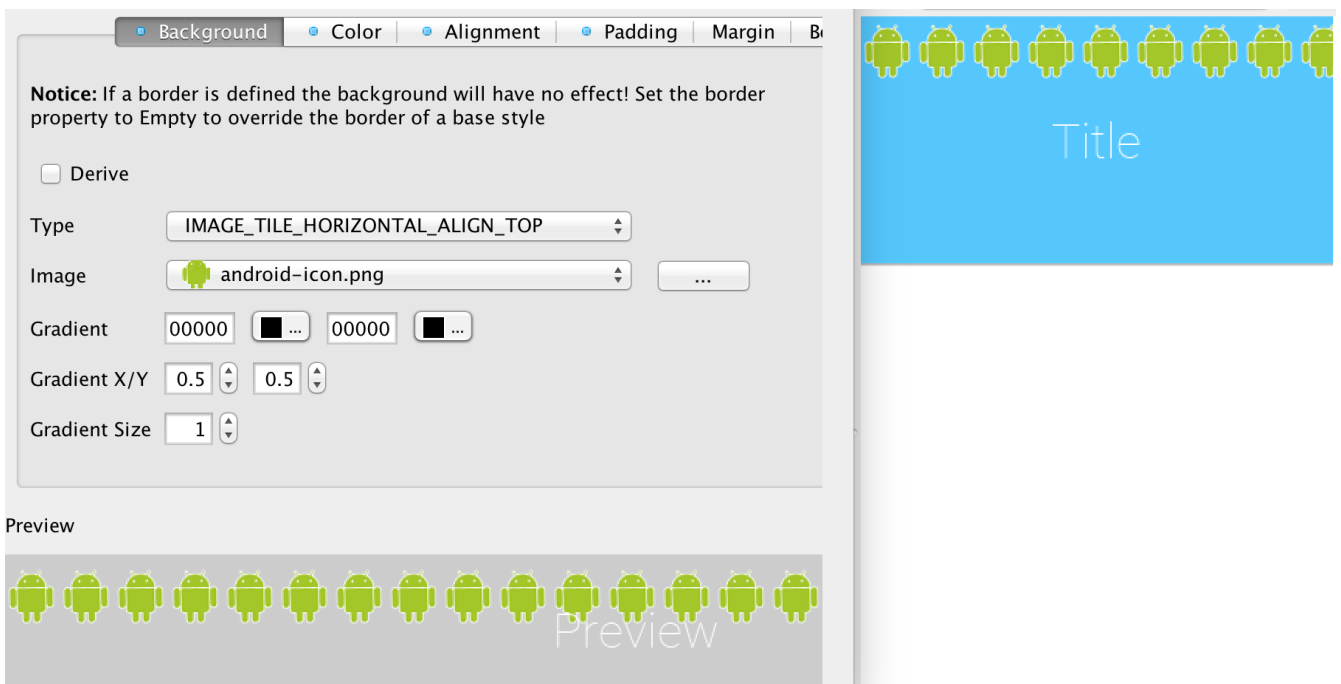 Background
Color
Alignment
Padding
Margin
Notice: If a border is defined the background will have no effect! Set the border
property to Empty to override the border of a base style
Derive
Type
IMAGE_TILE_HORIZONTAL_ALIGN_TOP
Image
android-icon.png
...
Gradient
00000
...
00000
...
Gradient X/Y
0.5
0.5
Gradient Size
1
Preview
Preview
Title